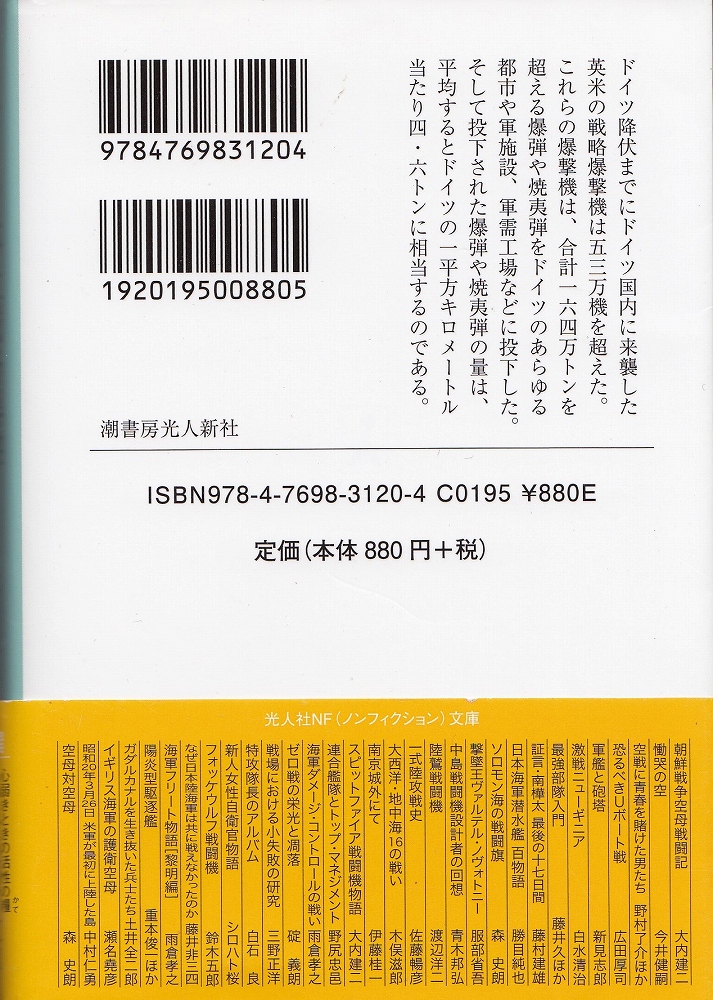 ドイツ降伏までにドイツ国内に来襲した
英米の戦略爆撃機は五三万機を超えた。
これらの爆撃機は、合計一六四万トンを
超える爆弾や焼夷弾をドイツのあらゆる
都市や軍施設、軍需工場などに投下した。
そして投下された爆弾や焼夷弾の量は、
平均するとドイツの一平方キロメートル
当たり四・六トンに相当するのである。
9784769831204
1920195008805
潮書房光人新社
ISBN978-4-7698-3120-4 C0195 ¥880E
定価(本体 880 円＋税)
光人社NF(ノンフィクション)文庫
朝鮮戦争空母戦闘記 大内建二
慟哭の空 今井健嗣
空戦に青春を賭けた男たち 野村了介ほか
恐るべきUボート戦 広田厚司
軍艦と砲塔 新見志郎
激戦ニューギニア 白水清治
最強部隊入門 藤井久ほか
証言・南樺太 最後の十七日間 藤村建雄
日本海軍潜水艦 百物語 勝目純也
ソロモン海の戦闘旗 森 史朗
撃墜王ヴァルテル・ノヴォトニー 服部省吾
中島戦闘機設計者の回想 青木邦弘
陸鷲戦闘機 渡辺洋二
一式陸攻戦史 佐藤暢彦
大西洋・地中海16の戦い 木俣滋郎
南京城外にて 伊藤桂一
スピットファイア戦闘機物語 大内建二
連合艦隊とトップ・マネジメント 野尻忠邑
海軍ダメージ・コントロールの戦い 雨倉孝之
ゼロ戦の栄光と凋落 碇 義朗
戦場における小失敗の研究 三野正洋
特攻隊長のアルバム 白石 良
新人女性自衛官物語 シロハト桜
フォッケウルフ戦闘機 鈴木五郎
なぜ日本陸海軍は共に戦えなかったのか 藤井非三四
海軍フリート物語[黎明編] 雨倉孝之
陽炎型駆逐艦 重本俊一ほか
ガダルカナルを生き抜いた兵士たち 土井全二郎
イギリス海軍の護衛空母 瀬名堯彦
昭和20年3月26日 米軍が最初に上陸した島 中村仁勇
空母対空母 森 史朗
心弱きときの活性の糧
かて